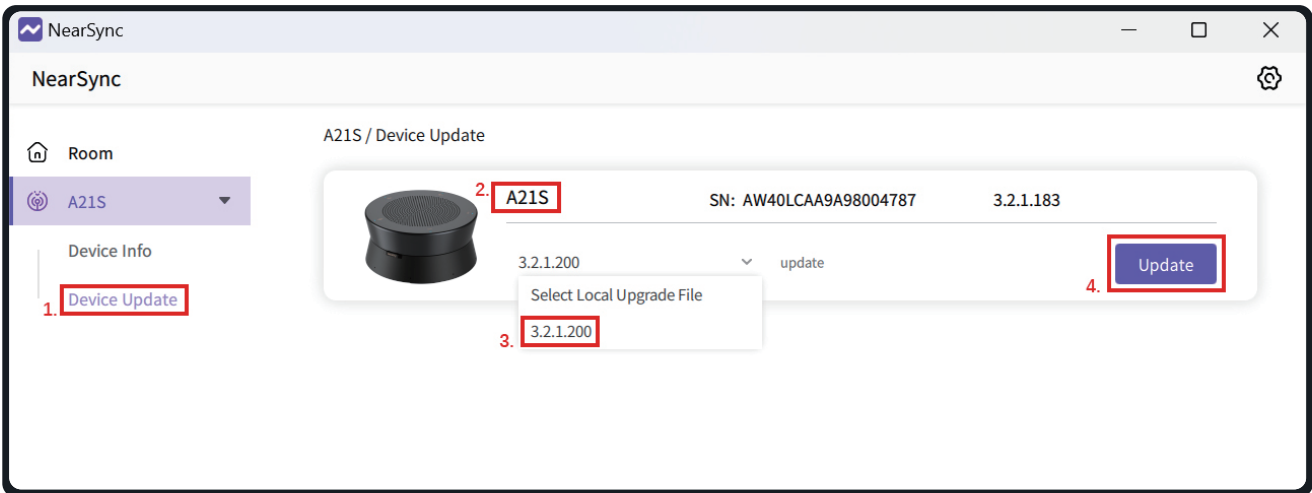 NearSync
NearSync
Room
A21S
Device Info
1. Device Update
A21S / Device Update
2. A21S SN: AW40LCAA9A98004787 3.2.1.183
3.2.1.200 update
Select Local Upgrade File
3. 3.2.1.200
4. Update